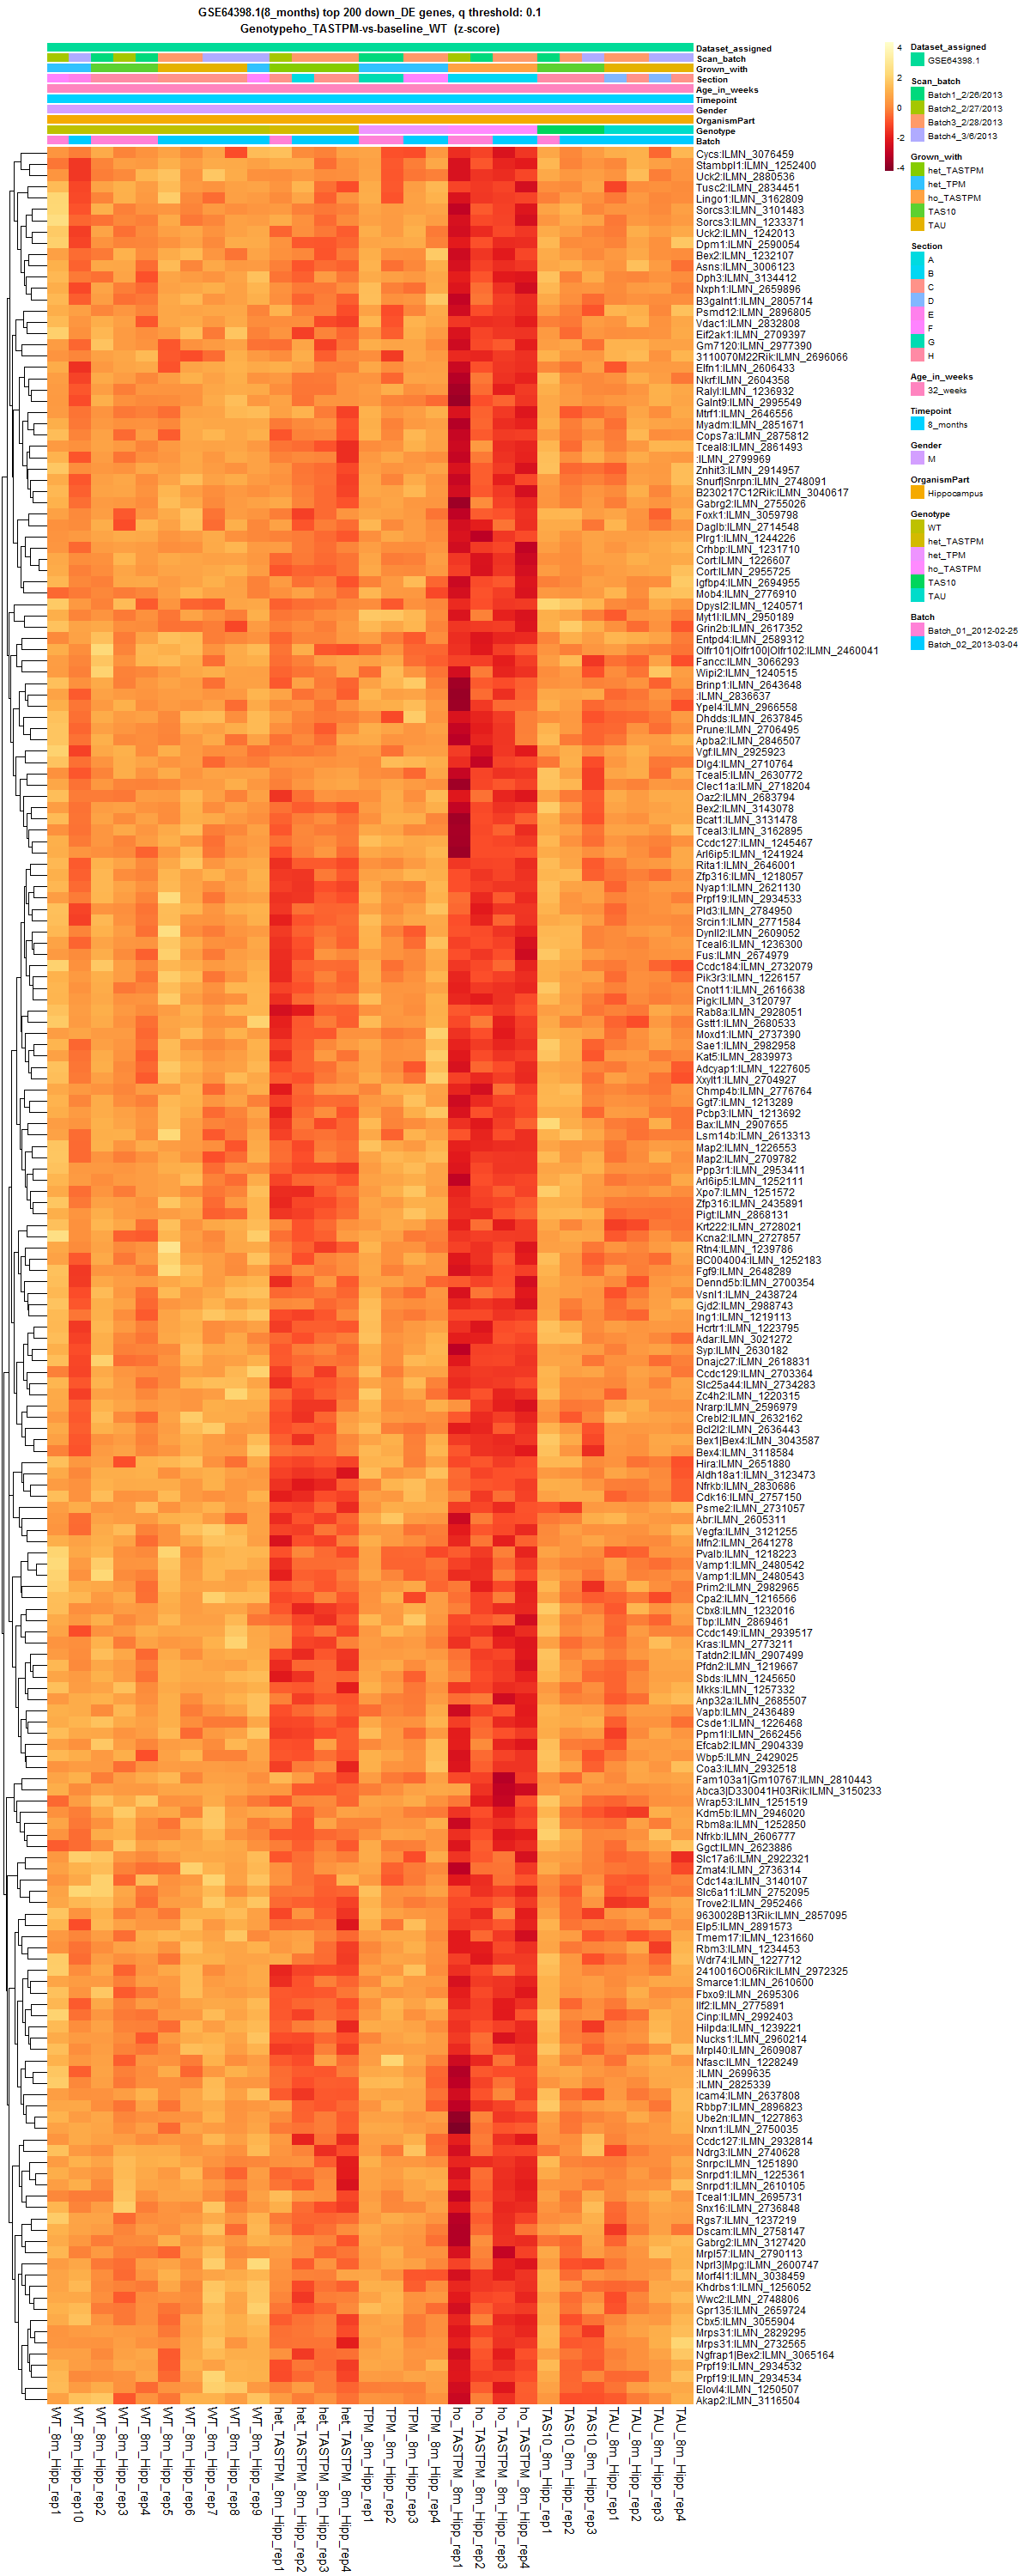 GSE64398.1(8_months) top 200 down_DE genes, q threshold: 0.1
Genotypeho_TASTPM-vs-baseline_WT (z-score)
Dataset_assigned
Scan_batch
Grown_with
Section
Age_in_weeks
Timepoint
Gender
OrganismPart
Genotype
Batch
4
2
0
-2
-4
Dataset_assigned
GSE64398.1
Scan_batch
Batch1_2/26/2013
Batch2_2/27/2013
Batch3_2/28/2013
Batch4_3/6/2013
Grown_with
het_TASTPM
het_TPM
ho_TASTPM
TAS10
TAU
Section
A
B
C
D
E
F
G
H
Age_in_weeks
32_weeks
Timepoint
8_months
Gender
M
OrganismPart
Hippocampus
Genotype
WT
het_TASTPM
het_TPM
ho_TASTPM
TAS10
TAU
Batch
Batch_01_2012-02-25
Batch_02_2013-03-04
Cycs:ILMN_3076459
Stambpl1:ILMN_1252400
Uck2:ILMN_2880536
Tusc2:ILMN_2834451
Lingo1:ILMN_3162809
Sorcs3:ILMN_3101483
Sorcs3:ILMN_1233371
Uck2:ILMN_1242013
Dpm1:ILMN_2590054
Bex2:ILMN_1232107
Asns:ILMN_3006123
Dph3:ILMN_3134412
Nxph1:ILMN_2659896
B3galnt1:ILMN_2805714
Psmd12:ILMN_2896805
Vdac1:ILMN_2832808
Eif2ak1:ILMN_2709397
Gm7120:ILMN_2977390
3110070M22Rik:ILMN_2696066
Elfn1:ILMN_2606433
Nkrf:ILMN_2604358
Ralyl:ILMN_1236932
Galnt9:ILMN_2995549
Mtrf1:ILMN_2646556
Myadm:ILMN_2851671
Cops7a:ILMN_2875812
Tceal8:ILMN_2861493
:ILMN_2799969
Znhit3:ILMN_2914957
Snurf|Snrpn:ILMN_2748091
B230217C12Rik:ILMN_3040617
Gabrg2:ILMN_2755026
Foxk1:ILMN_3059798
Daglb:ILMN_2714548
Plrg1:ILMN_1244226
Crhbp:ILMN_1231710
Cort:ILMN_1226607
Cort:ILMN_2955725
Igfbp4:ILMN_2694955
Mob4:ILMN_2776910
Dpysl2:ILMN_1240571
Myt1l:ILMN_2950189
Grin2b:ILMN_2617352
Entpd4:ILMN_2589312
Olfr101|Olfr100|Olfr102:ILMN_2460041
Fancc:ILMN_3066293
Wipi2:ILMN_1240515
Brinp1:ILMN_2643648
:ILMN_2836637
Ypel4:ILMN_2966558
Dhdds:ILMN_2637845
Prune:ILMN_2706495
Apba2:ILMN_2846507
Vgf:ILMN_2925923
Dlg4:ILMN_2710764
Tceal5:ILMN_2630772
Clec11a:ILMN_2718204
Oaz2:ILMN_2683794
Bex2:ILMN_3143078
Bcat1:ILMN_3131478
Tceal3:ILMN_3162895
Ccdc127:ILMN_1245467
Arl6ip5:ILMN_1241924
Rita1:ILMN_2646001
Zfp316:ILMN_1218057
Nyap1:ILMN_2621130
Prpf19:ILMN_2934533
Pld3:ILMN_2784950
Srcin1:ILMN_2771584
Dynll2:ILMN_2609052
Tceal6:ILMN_1236300
Fus:ILMN_2674979
Ccdc184:ILMN_2732079
Pik3r3:ILMN_1226157
Cnot11:ILMN_2616638
Pigk:ILMN_3120797
Rab8a:ILMN_2928051
Gstt1:ILMN_2680533
Moxd1:ILMN_2737390
Sae1:ILMN_2982958
Kat5:ILMN_2839973
Adcyap1:ILMN_1227605
Xxylt1:ILMN_2704927
Chmp4b:ILMN_2776764
Ggt7:ILMN_1213289
Pcbp3:ILMN_1213692
Bax:ILMN_2907655
Lsm14b:ILMN_2613313
Map2:ILMN_1226553
Map2:ILMN_2709782
Ppp3r1:ILMN_2953411
Arl6ip5:ILMN_1252111
Xpo7:ILMN_1251572
Zfp316:ILMN_2435891
Pigt:ILMN_2868131
Krt222:ILMN_2728021
Kcna2:ILMN_2727857
Rtn4:ILMN_1239786
BC004004:ILMN_1252183
Fgf9:ILMN_2648289
Dennd5b:ILMN_2700354
Vsnl1:ILMN_2438724
Gjd2:ILMN_2988743
Ing1:ILMN_1219113
Hcrtr1:ILMN_1223795
Adar:ILMN_3021272
Syp:ILMN_2630182
Dnajc27:ILMN_2618831
Ccdc129:ILMN_2703364
Slc25a44:ILMN_2734283
Zc4h2:ILMN_1220315
Nrarp:ILMN_2596979
Crebl2:ILMN_2632162
Bcl2l2:ILMN_2636443
Bex1|Bex4:ILMN_3043587
Bex4:ILMN_3118584
Hira:ILMN_2651880
Aldh18a1:ILMN_3123473
Nfrkb:ILMN_2830686
Cdk16:ILMN_2757150
Psme2:ILMN_2731057
Abr:ILMN_2605311
Vegfa:ILMN_3121255
Mfn2:ILMN_2641278
Pvalb:ILMN_1218223
Vamp1:ILMN_2480542
Vamp1:ILMN_2480543
Prim2:ILMN_2982965
Cpa2:ILMN_1216566
Cbx8:ILMN_1232016
Tbp:ILMN_2869461
Ccdc149:ILMN_2939517
Kras:ILMN_2773211
Tatdn2:ILMN_2907499
Pfdn2:ILMN_1219667
Sbds:ILMN_1245650
Mkks:ILMN_1257332
Anp32a:ILMN_2685507
Vapb:ILMN_2436489
Csde1:ILMN_1226468
Ppm1l:ILMN_2662456
Efcab2:ILMN_2904339
Wbp5:ILMN_2429025
Coa3:ILMN_2932518
Fam103a1|Gm10767:ILMN_2810443
Abca3|D330041H03Rik:ILMN_3150233
Wrap53:ILMN_1251519
Kdm5b:ILMN_2946020
Rbm8a:ILMN_1252850
Nfrkb:ILMN_2606777
Ggct:ILMN_2623886
Slc17a6:ILMN_2922321
Zmat4:ILMN_2736314
Cdc14a:ILMN_3140107
Slc6a11:ILMN_2752095
Trove2:ILMN_2952466
9630028B13Rik:ILMN_2857095
Elp5:ILMN_2891573
Tmem17:ILMN_1231660
Rbm3:ILMN_1234453
Wdr74:ILMN_1227712
2410016O06Rik:ILMN_2972325
Smarce1:ILMN_2610600
Fbxo9:ILMN_2695306
Ilf2:ILMN_2775891
Cinp:ILMN_2992403
Hilpda:ILMN_1239221
Nucks1:ILMN_2960214
Mrpl40:ILMN_2609087
Nfasc:ILMN_1228249
:ILMN_2699635
:ILMN_2825339
Icam4:ILMN_2637808
Rbbp7:ILMN_2896823
Ube2n:ILMN_1227863
Nrxn1:ILMN_2750035
Ccdc127:ILMN_2932814
Ndrg3:ILMN_2740628
Snrpc:ILMN_1251890
Snrpd1:ILMN_1225361
Snrpd1:ILMN_2610105
Tceal1:ILMN_2695731
Snx16:ILMN_2736848
Rgs7:ILMN_1237219
Dscam:ILMN_2758147
Gabrg2:ILMN_3127420
Mrpl57:ILMN_2790113
Nprl3|Mpg:ILMN_2600747
Morf4l1:ILMN_3038459
Khdrbs1:ILMN_1256052
Wwc2:ILMN_2748806
Gpr135:ILMN_2659724
Cbx5:ILMN_3055904
Mrps31:ILMN_2829295
Mrps31:ILMN_2732565
Ngfrap1|Bex2:ILMN_3065164
Prpf19:ILMN_2934532
Prpf19:ILMN_2934534
Elovl4:ILMN_1250507
Akap2:ILMN_3116504
WT_8m_Hipp_rep1
WT_8m_Hipp_rep10
WT_8m_Hipp_rep2
WT_8m_Hipp_rep3
WT_8m_Hipp_rep4
WT_8m_Hipp_rep5
WT_8m_Hipp_rep6
WT_8m_Hipp_rep7
WT_8m_Hipp_rep8
WT_8m_Hipp_rep9
het_TASTPM_8m_Hipp_rep1
het_TASTPM_8m_Hipp_rep2
het_TASTPM_8m_Hipp_rep3
het_TASTPM_8m_Hipp_rep4
TPM_8m_Hipp_rep1
TPM_8m_Hipp_rep2
TPM_8m_Hipp_rep3
TPM_8m_Hipp_rep4
ho_TASTPM_8m_Hipp_rep1
ho_TASTPM_8m_Hipp_rep2
ho_TASTPM_8m_Hipp_rep3
ho_TASTPM_8m_Hipp_rep4
TAS10_8m_Hipp_rep1
TAS10_8m_Hipp_rep2
TAS10_8m_Hipp_rep3
TAU_8m_Hipp_rep1
TAU_8m_Hipp_rep2
TAU_8m_Hipp_rep3
TAU_8m_Hipp_rep4